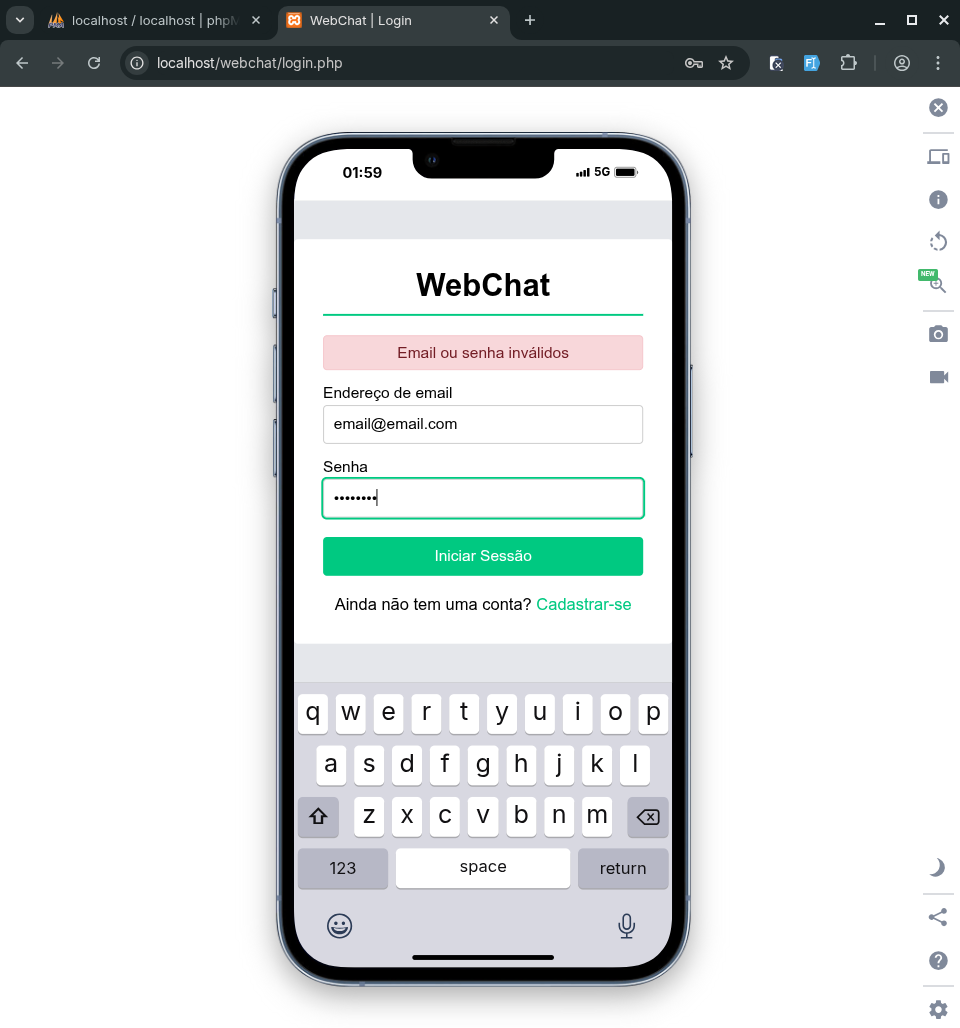 localhost / localhost | phpM
WebChat | Login
localhost/webchat/login.php
NEW
01:59
5G
WebChat
Email ou senha inválidos
Endereço de email
email@email.com
Senha
••••••••
Iniciar Sessão
Ainda não tem uma conta? Cadastrar-se
q w e r t y u i o p
a s d f g h j k l
z x c v b n m
123 space return